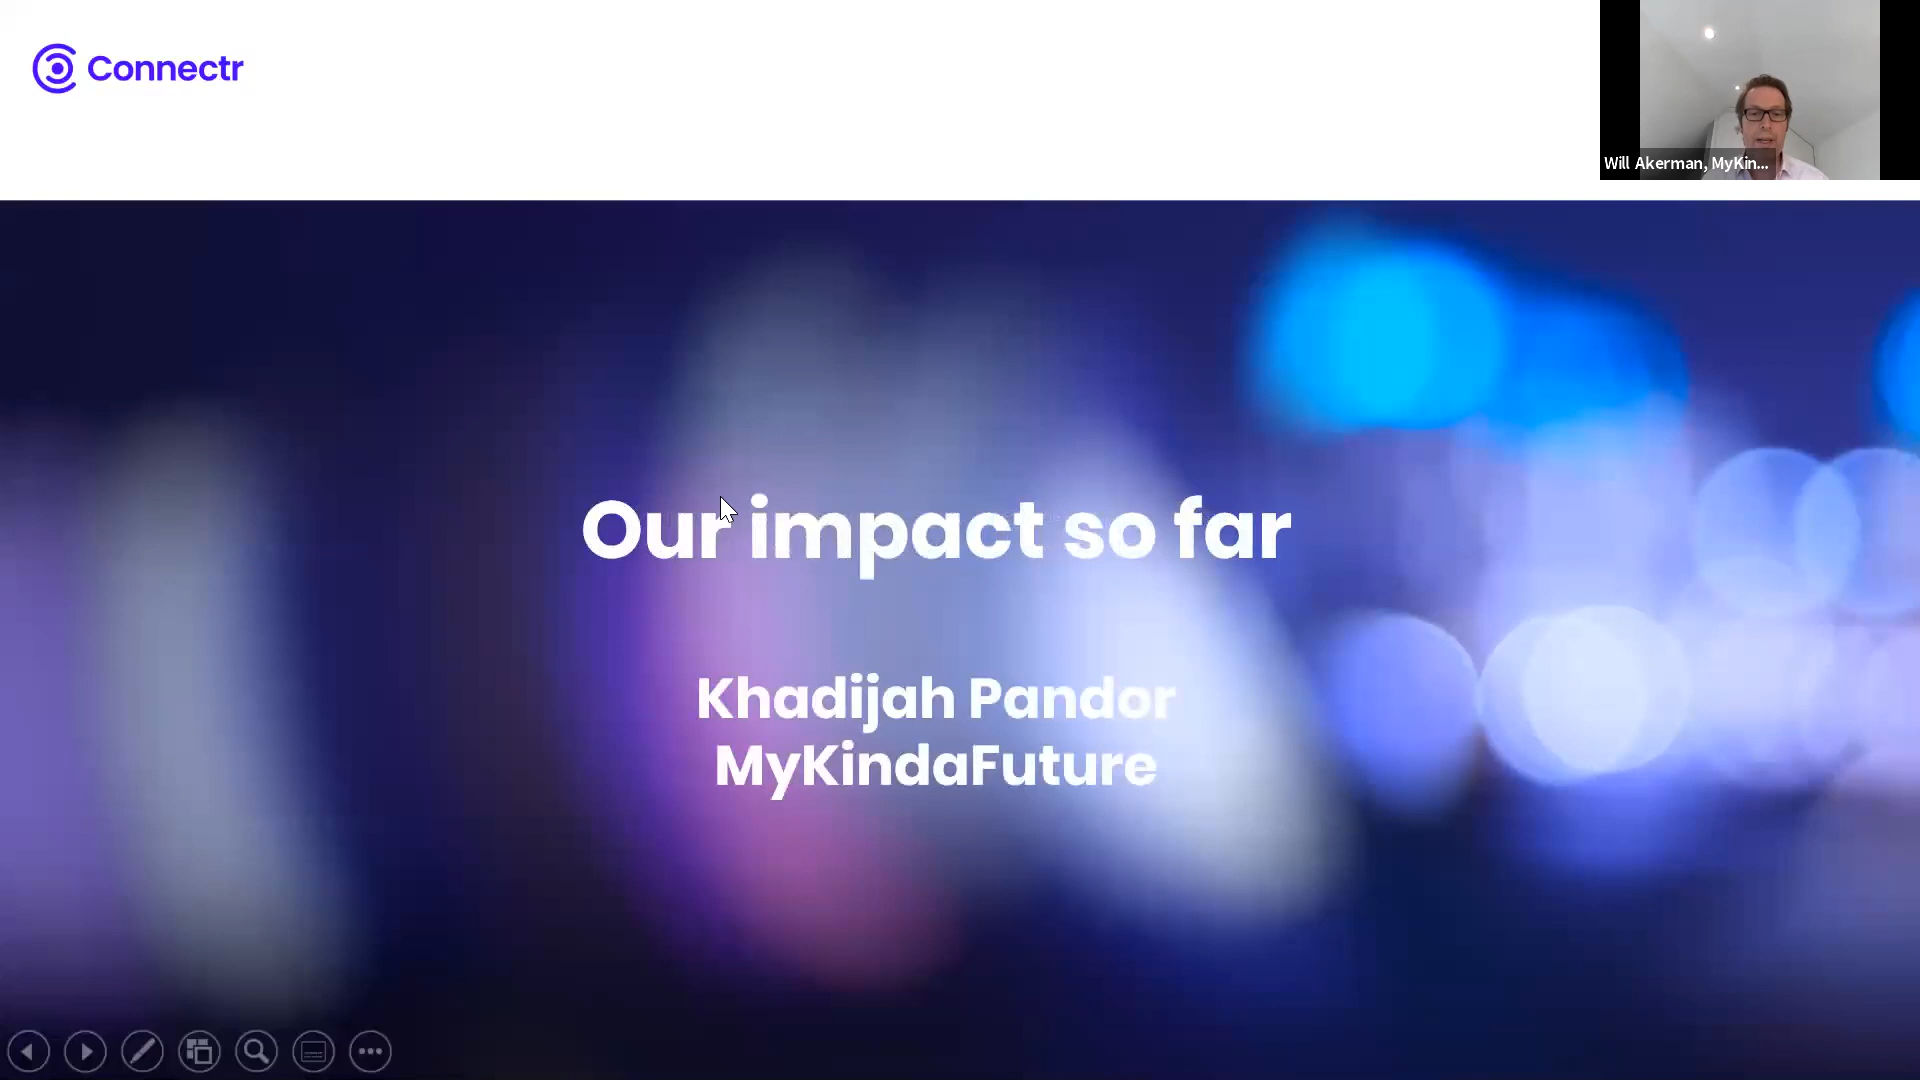 Connectr
Will Akerman, MyKin...
Our impact so far
Khadijah Pandor
MyKindaFuture